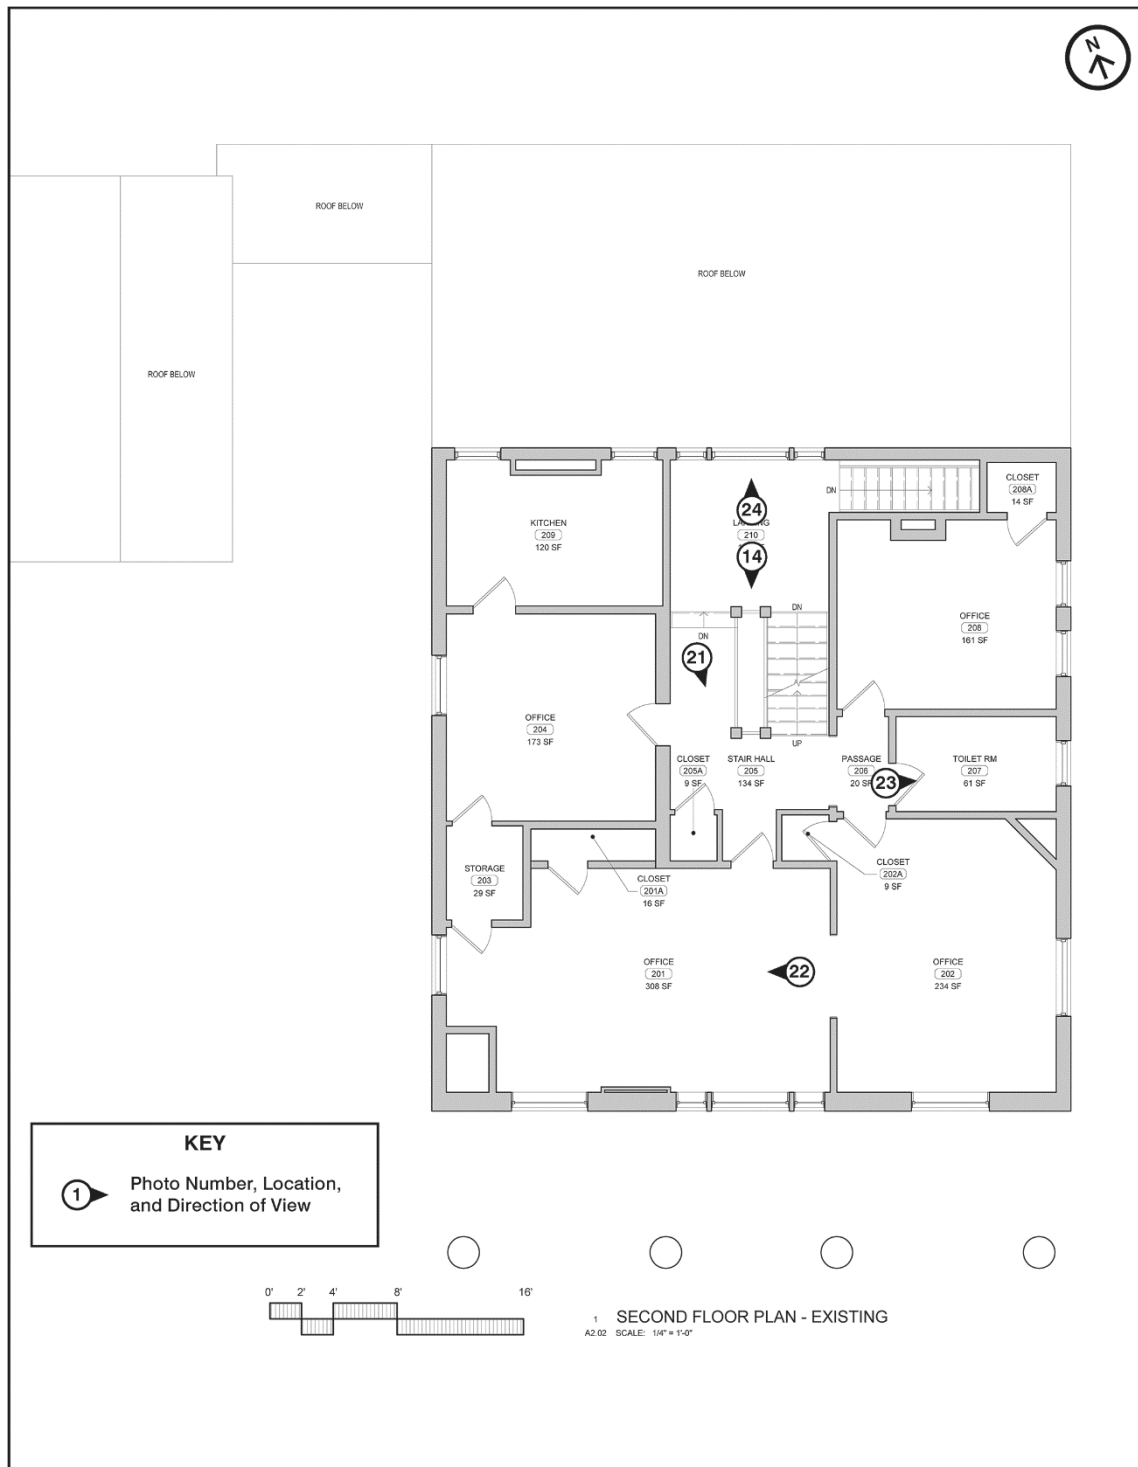 N
ROOF BELOW
ROOF BELOW
ROOF BELOW
KITCHEN
209
120 SF
24
LANDING
210
14
DN
CLOSET
208A
14 SF
OFFICE
208
161 SF
DN
DN
21
UP
OFFICE
204
173 SF
CLOSET
205A
9 SF
STAIR HALL
205
134 SF
PASSAGE
206
20 SF
23
TOILET RM
207
61 SF
STORAGE
203
29 SF
CLOSET
201A
16 SF
CLOSET
202A
9 SF
OFFICE
201
308 SF
22
OFFICE
202
234 SF
KEY
1
Photo Number, Location,
and Direction of View
0' 2' 4' 8' 16'
1 SECOND FLOOR PLAN - EXISTING
A2.02 SCALE: 1/4" = 1'-0"